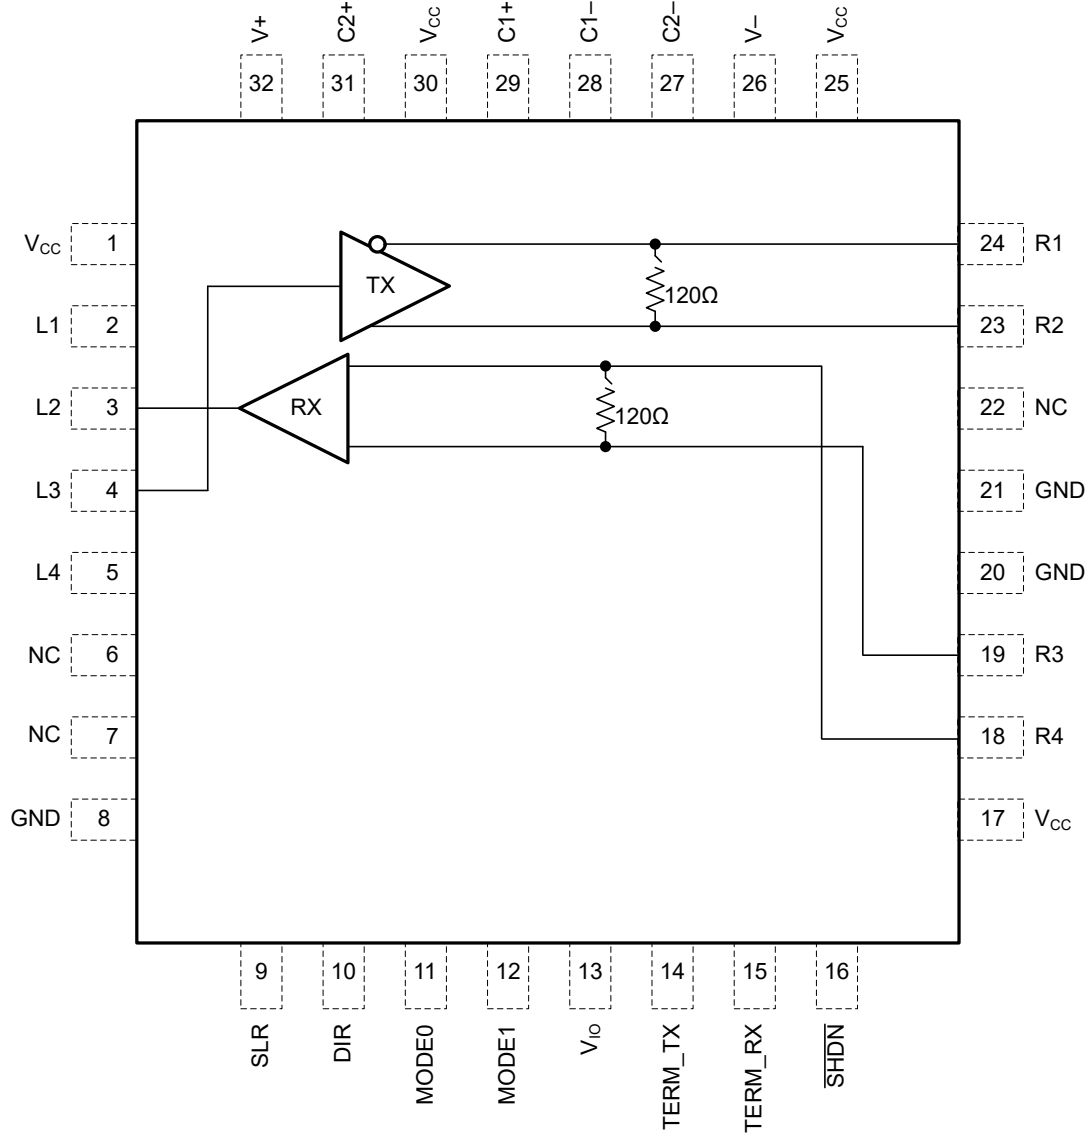 V+ C2+ VCC C1+ C1– C2– V– VCC
32 31 30 29 28 27 26 25
VCC 1
24 R1
TX
120Ω
L1 2
23 R2
L2 3
RX
120Ω
22 NC
L3 4
21 GND
L4 5
20 GND
NC 6
19 R3
NC 7
18 R4
GND 8
17 VCC
9 10 11 12 13 14 15 16
SLR DIR MODE0 MODE1 VIO TERM_TX TERM_RX SHDN